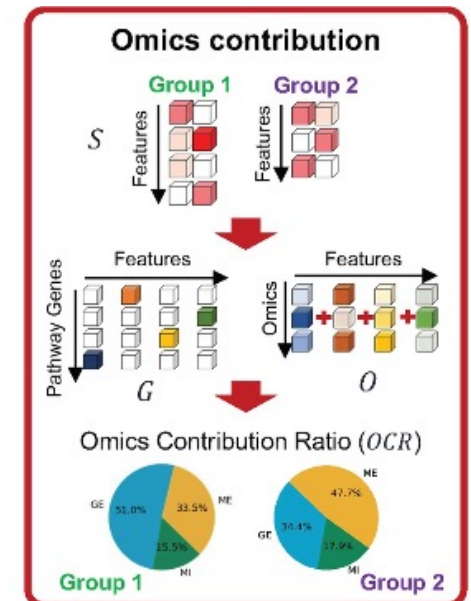 Omics contribution
Group 1 Group 2
S
Features
Features
Features
Features
Pathway Genes
Omics
G
O
Omics Contribution Ratio (OCR)
GE 51.0% 33.5% ME
15.5%
MI
ME
47.7%
GE 34.4% 17.9%
MI
Group 1 Group 2